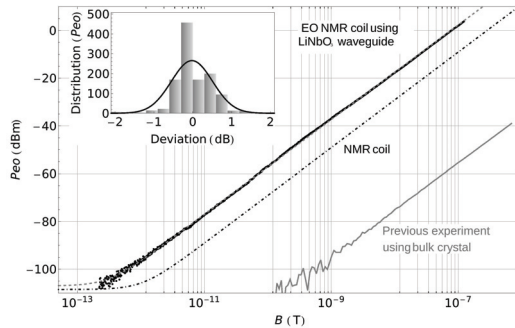 EO NMR coil using
LiNbO, waveguide
NMR coil
Previous experiment
using bulk crystal
Peo (dBm)
0
−20
−40
−60
−80
−100
10-13
10-11
10-9
10-7
B (T)
Distribution (Peo)
500
400
300
200
100
0
−2
−1
0
1
2
Deviation (dB)